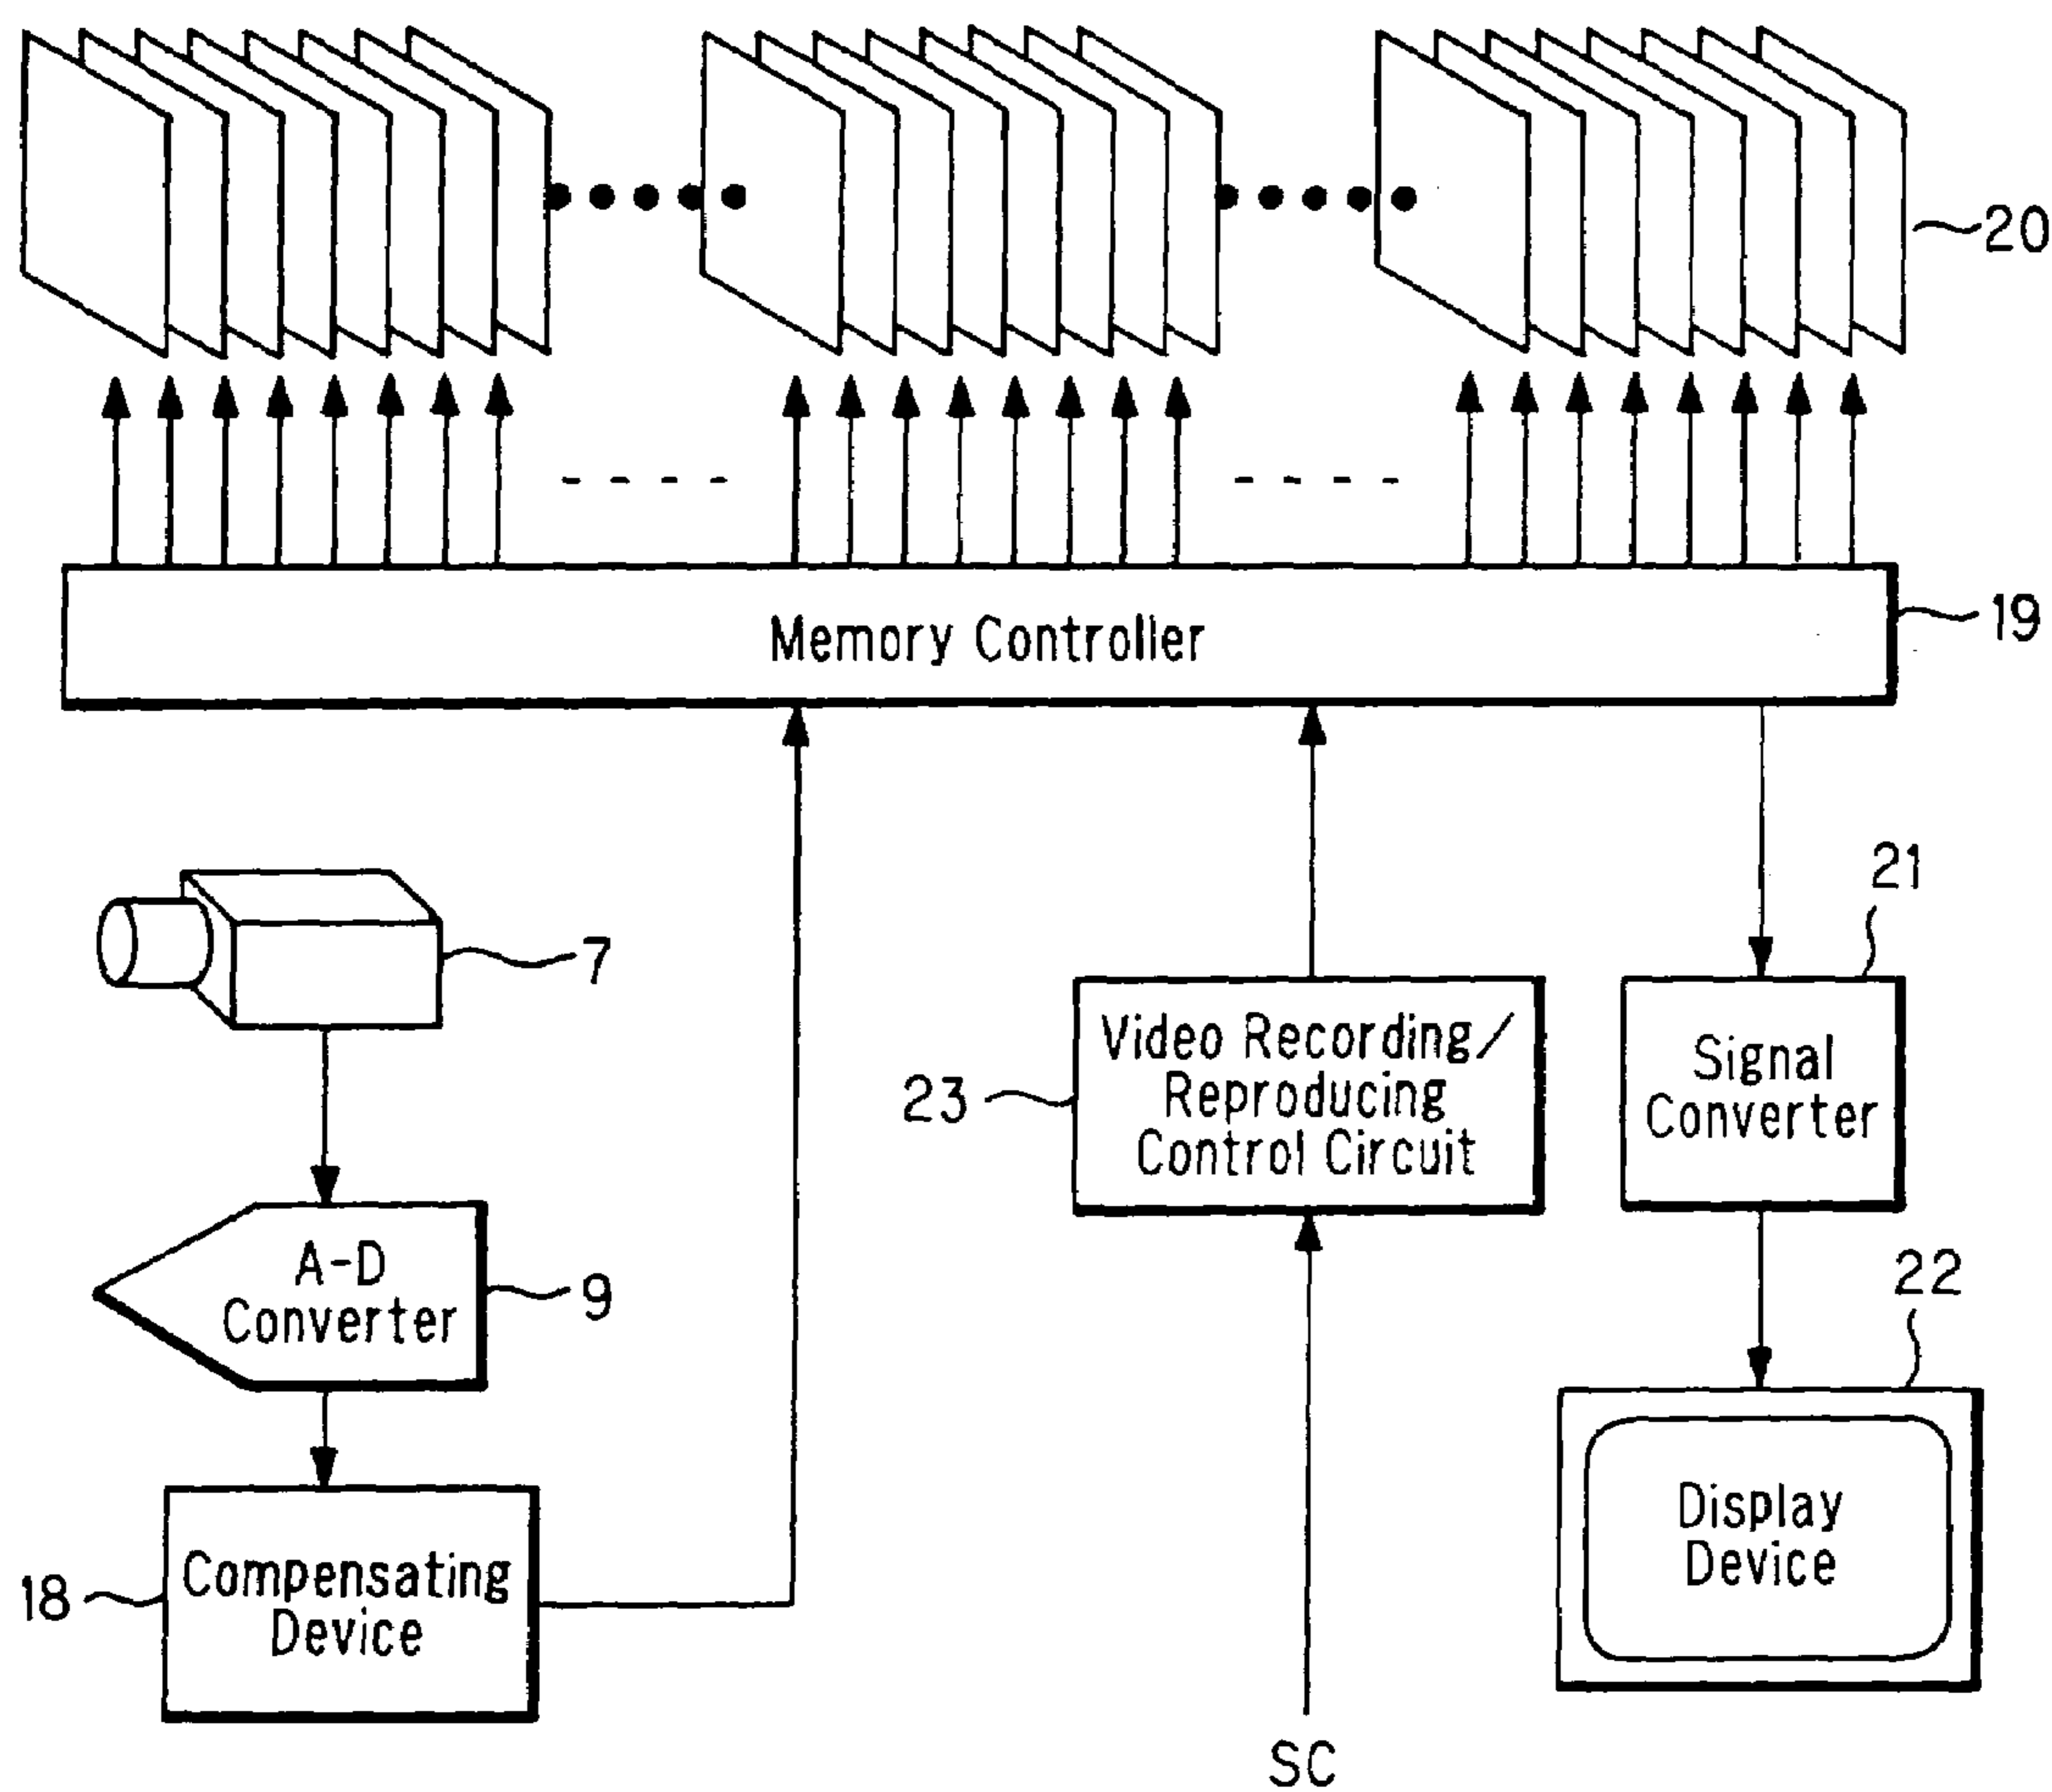 20
Memory Controller
19
7
21
Video Recording/
Reproducing
Control Circuit
23
Signal
Converter
A-D
Converter
9
22
Display
Device
Compensating
Device
18
SC